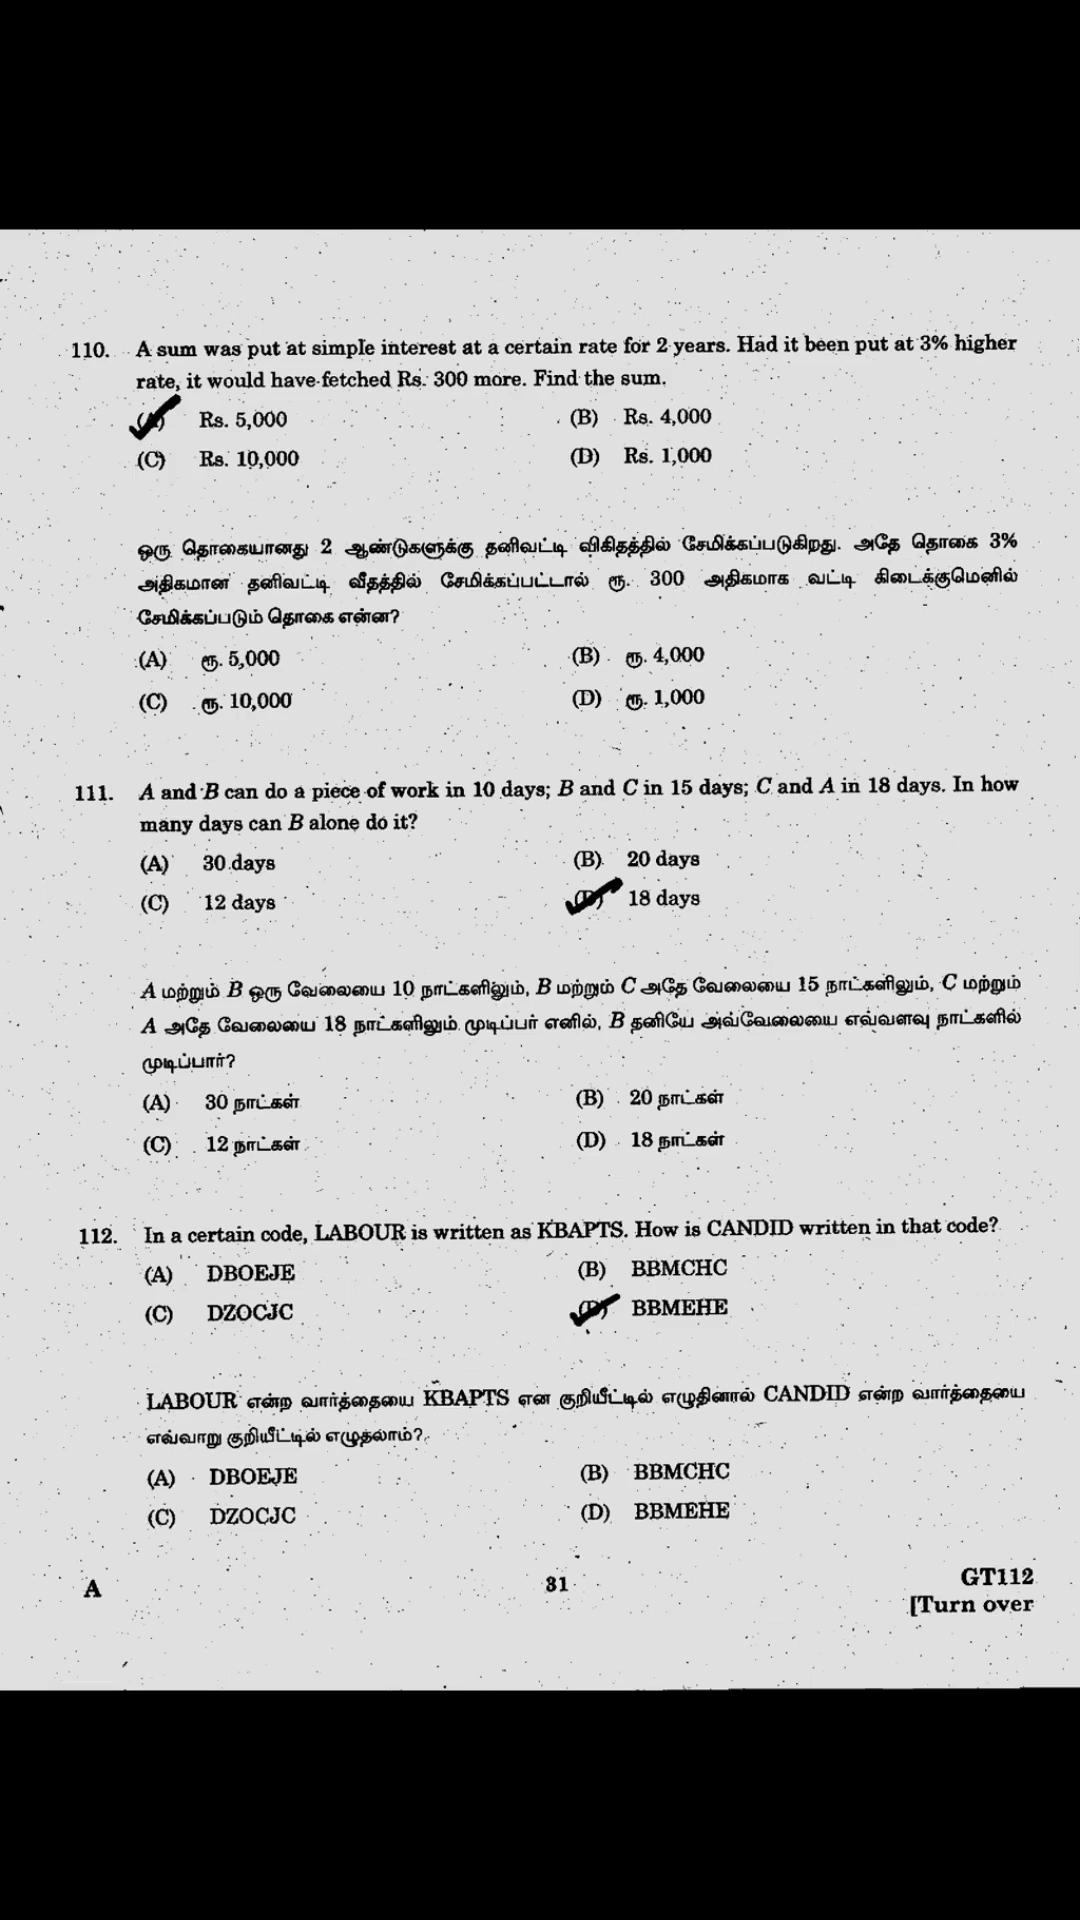 110. A sum was put at simple interest at a certain rate for 2 years. Had it been put at 3% higher
rate, it would have fetched Rs. 300 more. Find the sum.
(A) Rs. 5,000 (B) Rs. 4,000
(C) Rs. 10,000 (D) Rs. 1,000
ஒரு தொகையானது 2 ஆண்டுகளுக்கு தனிவட்டி விகிதத்தில் சேமிக்கப்படுகிறது. அதே தொகை 3%
அதிகமான தனிவட்டி வீதத்தில் சேமிக்கப்பட்டால் ரூ. 300 அதிகமாக வட்டி கிடைக்குமெனில்
சேமிக்கப்படும் தொகை என்ன?
(A) ரூ. 5,000 (B) ரூ. 4,000
(C) ரூ. 10,000 (D) ரூ. 1,000
111. A and B can do a piece of work in 10 days; B and C in 15 days; C and A in 18 days. In how
many days can B alone do it?
(A) 30 days (B) 20 days
(C) 12 days (D) 18 days
A மற்றும் B ஒரு வேலையை 10 நாட்களிலும், B மற்றும் C அதே வேலையை 15 நாட்களிலும், C மற்றும்
A அதே வேலையை 18 நாட்களிலும் முடிப்பர் எனில், B தனியே அவ்வேலையை எவ்வளவு நாட்களில்
முடிப்பார்?
(A) 30 நாட்கள் (B) 20 நாட்கள்
(C) 12 நாட்கள் (D) 18 நாட்கள்
112. In a certain code, LABOUR is written as KBAPTS. How is CANDID written in that code?
(A) DBOEJE (B) BBMCHC
(C) DZOCJC (D) BBMEHE
LABOUR என்ற வார்த்தையை KBAPTS என குறியீட்டில் எழுதினால் CANDID என்ற வார்த்தையை
எவ்வாறு குறியீட்டில் எழுதலாம்?
(A) DBOEJE (B) BBMCHC
(C) DZOCJC (D) BBMEHE
A 31 GT112
[Turn over